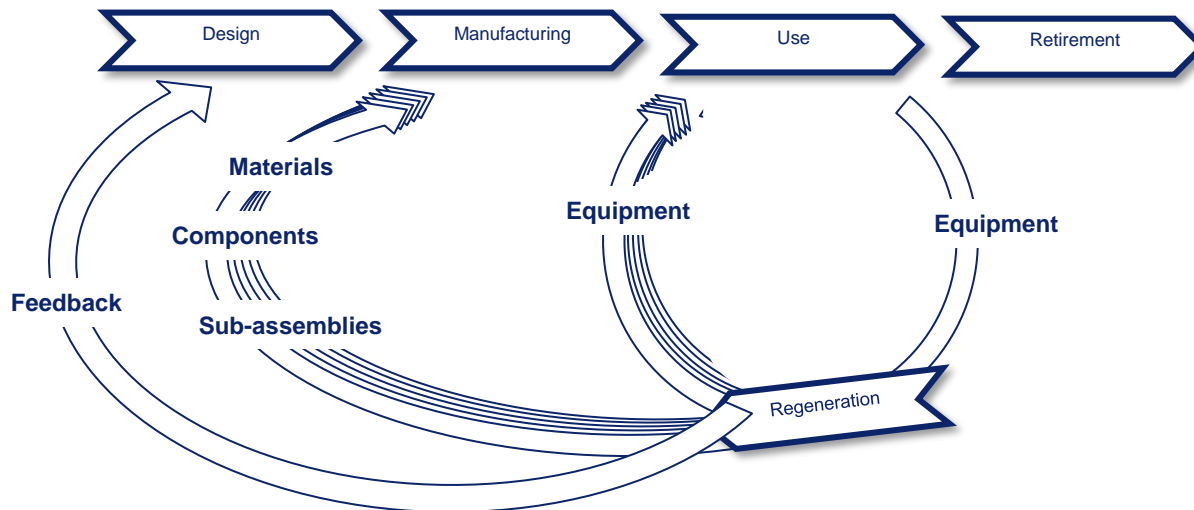 Design
Manufacturing
Use
Retirement
Materials
Equipment
Equipment
Components
Feedback
Sub-assemblies
Regeneration